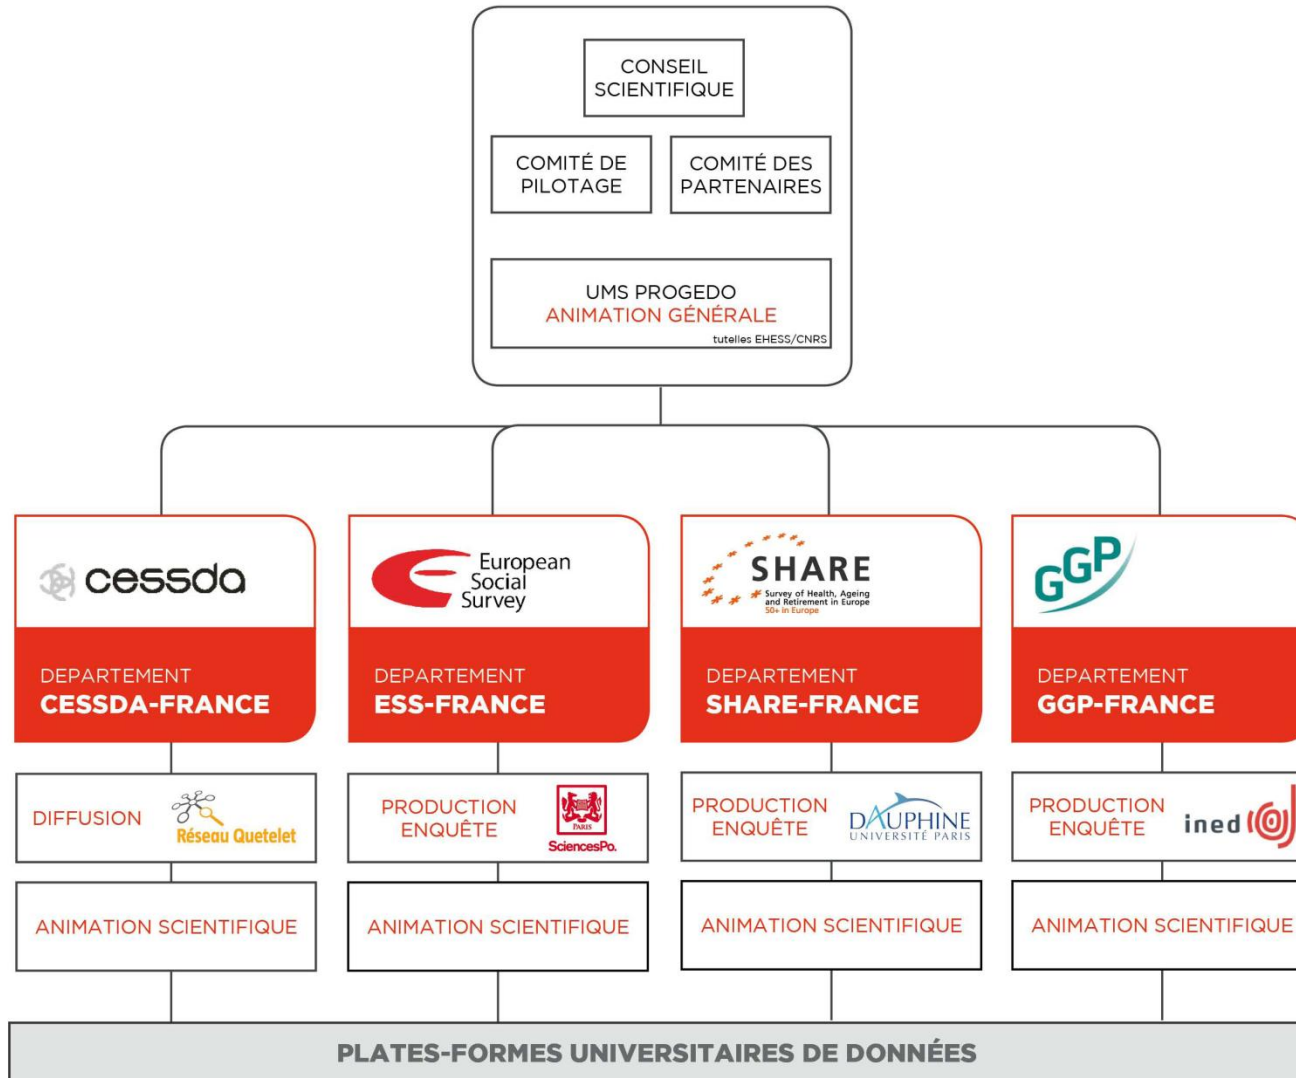 CONSEIL
SCIENTIFIQUE
COMITÉ DE
PILOTAGE
COMITÉ DES
PARTENAIRES
UMS PROGEDO
ANIMATION GÉNÉRALE
tutelles EHESS/CNRS
cessda
DEPARTEMENT
CESSDA-FRANCE
European
Social
Survey
DEPARTEMENT
ESS-FRANCE
SHARE
Survey of Health, Ageing
and Retirement in Europe
50+ in Europe
DEPARTEMENT
SHARE-FRANCE
GGP
DEPARTEMENT
GGP-FRANCE
DIFFUSION
Réseau Quetelet
PRODUCTION
ENQUÊTE
PARIS
SciencesPo.
PRODUCTION
ENQUÊTE
DAUPHINE
UNIVERSITÉ PARIS
PRODUCTION
ENQUÊTE
ined
ANIMATION SCIENTIFIQUE
ANIMATION SCIENTIFIQUE
ANIMATION SCIENTIFIQUE
ANIMATION SCIENTIFIQUE
PLATES-FORMES UNIVERSITAIRES DE DONNÉES